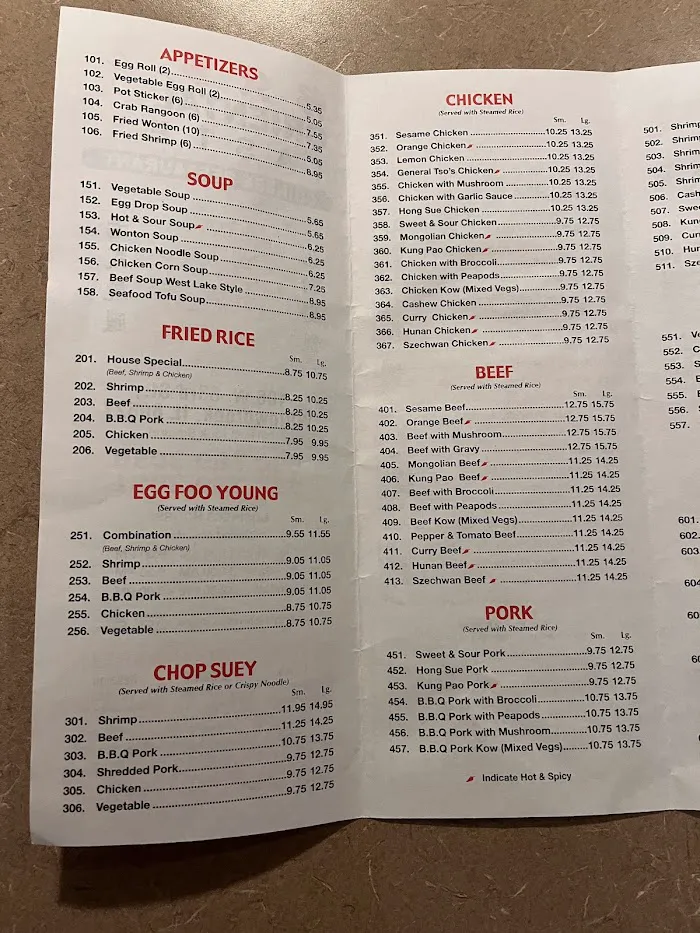 APPETIZERS
101. Egg Roll (2)....5.35
102. Vegetable Egg Roll (2)....5.05
103. Pot Sticker (6)....7.55
104. Crab Rangoon (6)....7.35
105. Fried Wonton (10)....5.05
106. Fried Shrimp (6)....8.95
SOUP
151. Vegetable Soup....5.65
152. Egg Drop Soup....5.65
153. Hot & Sour Soup....6.25
154. Wonton Soup....6.25
155. Chicken Noodle Soup....6.25
156. Chicken Corn Soup....7.25
157. Beef Soup West Lake Style....8.95
158. Seafood Tofu Soup....8.95
FRIED RICE
Sm. Lg.
201. House Special....8.75 10.75
(Beef, Shrimp & Chicken)
202. Shrimp....8.25 10.25
203. Beef....8.25 10.25
204. B.B.Q Pork....8.25 10.25
205. Chicken....7.95 9.95
206. Vegetable....7.95 9.95
EGG FOO YOUNG
(Served with Steamed Rice)
Sm. Lg.
251. Combination....9.55 11.55
(Beef, Shrimp & Chicken)
252. Shrimp....9.05 11.05
253. Beef....9.05 11.05
254. B.B.Q Pork....9.05 11.05
255. Chicken....8.75 10.75
256. Vegetable....8.75 10.75
CHOP SUEY
(Served with Steamed Rice or Crispy Noodle)
Sm. Lg.
301. Shrimp....11.95 14.95
302. Beef....11.25 14.25
303. B.B.Q Pork....10.75 13.75
304. Shredded Pork....9.75 12.75
305. Chicken....9.75 12.75
306. Vegetable....9.75 12.75
CHICKEN
(Served with Steamed Rice)
Sm. Lg.
351. Sesame Chicken....10.25 13.25
352. Orange Chicken....10.25 13.25
353. Lemon Chicken....10.25 13.25
354. General Tso's Chicken....10.25 13.25
355. Chicken with Mushroom....10.25 13.25
356. Chicken with Garlic Sauce....10.25 13.25
357. Hong Sue Chicken....10.25 13.25
358. Sweet & Sour Chicken....9.75 12.75
359. Mongolian Chicken....9.75 12.75
360. Kung Pao Chicken....9.75 12.75
361. Chicken with Broccoli....9.75 12.75
362. Chicken with Peapods....9.75 12.75
363. Chicken Kow (Mixed Vegs)....9.75 12.75
364. Cashew Chicken....9.75 12.75
365. Curry Chicken....9.75 12.75
366. Hunan Chicken....9.75 12.75
367. Szechwan Chicken....9.75 12.75
BEEF
(Served with Steamed Rice)
Sm. Lg.
401. Sesame Beef....12.75 15.75
402. Orange Beef....12.75 15.75
403. Beef with Mushroom....12.75 15.75
404. Beef with Gravy....12.75 15.75
405. Mongolian Beef....11.25 14.25
406. Kung Pao Beef....11.25 14.25
407. Beef with Broccoli....11.25 14.25
408. Beef with Peapods....11.25 14.25
409. Beef Kow (Mixed Vegs)....11.25 14.25
410. Pepper & Tomato Beef....11.25 14.25
411. Curry Beef....11.25 14.25
412. Hunan Beef....11.25 14.25
413. Szechwan Beef....11.25 14.25
PORK
(Served with Steamed Rice)
Sm. Lg.
451. Sweet & Sour Pork....9.75 12.75
452. Hong Sue Pork....9.75 12.75
453. Kung Pao Pork....9.75 12.75
454. B.B.Q Pork with Broccoli....10.75 13.75
455. B.B.Q Pork with Peapods....10.75 13.75
456. B.B.Q Pork with Mushroom....10.75 13.75
457. B.B.Q Pork Kow (Mixed Vegs)....10.75 13.75
Indicate Hot & Spicy
501. Shrimp
502. Shrim
503. Shrim
504. Shrim
505. Shrim
506. Cash
507. Swee
508. Kun
509. Cur
510. Hur
511. Sze
551. V
552. C
553. S
554.
555.
556.
557.
601.
602.